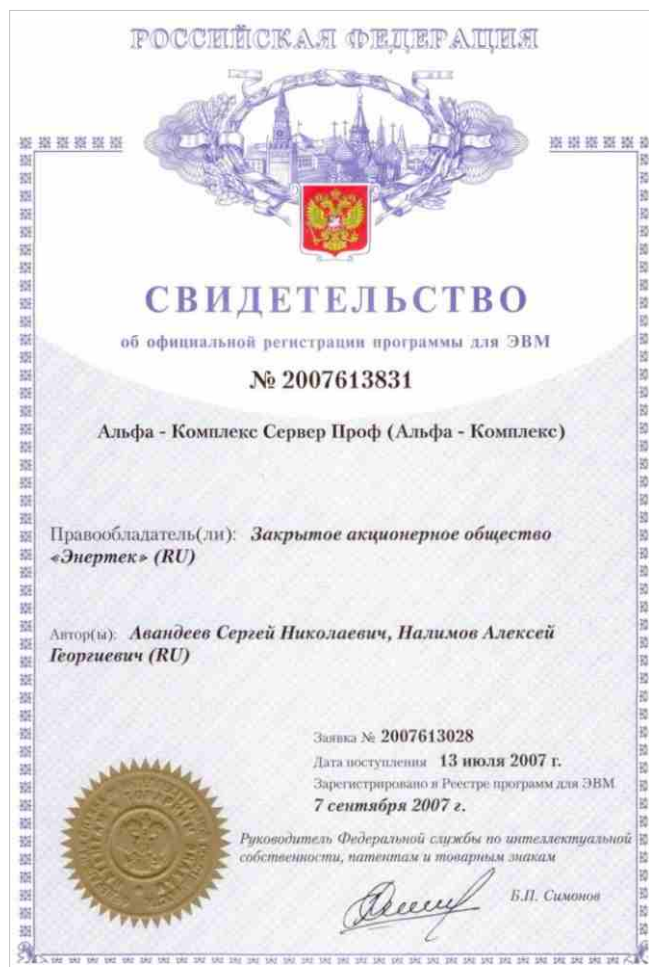 РОССИЙСКАЯ ФЕДЕРАЦИЯ
СВИДЕТЕЛЬСТВО
об официальной регистрации программы для ЭВМ
№ 2007613831
Альфа - Комплекс Сервер Проф (Альфа - Комплекс)
Правообладатель(ли): Закрытое акционерное общество
«Энертек» (RU)
Автор(ы): Авандеев Сергей Николаевич, Налимов Алексей
Георгиевич (RU)
Заявка № 2007613028
Дата поступления 13 июля 2007 г.
Зарегистрировано в Реестре программ для ЭВМ
7 сентября 2007 г.
Руководитель Федеральной службы по интеллектуальной
собственности, патентам и товарным знакам
Б.П. Симонов